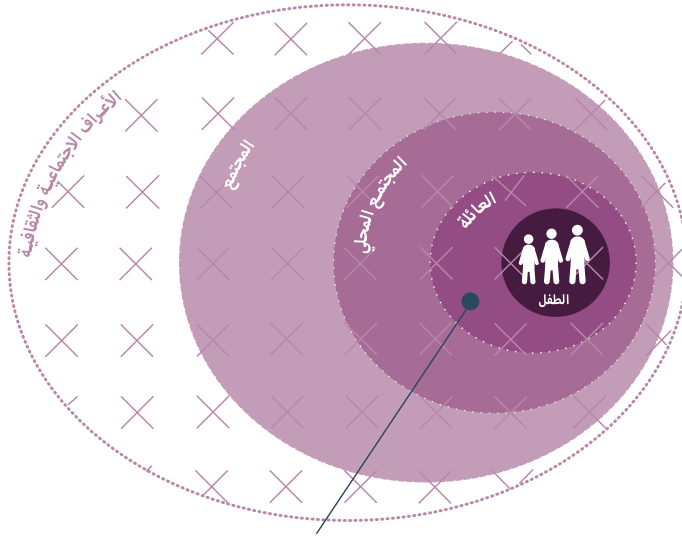 الأعراف الاجتماعية والثقافية
المجتمع
المجتمع المحلي
العائلة
الطفل